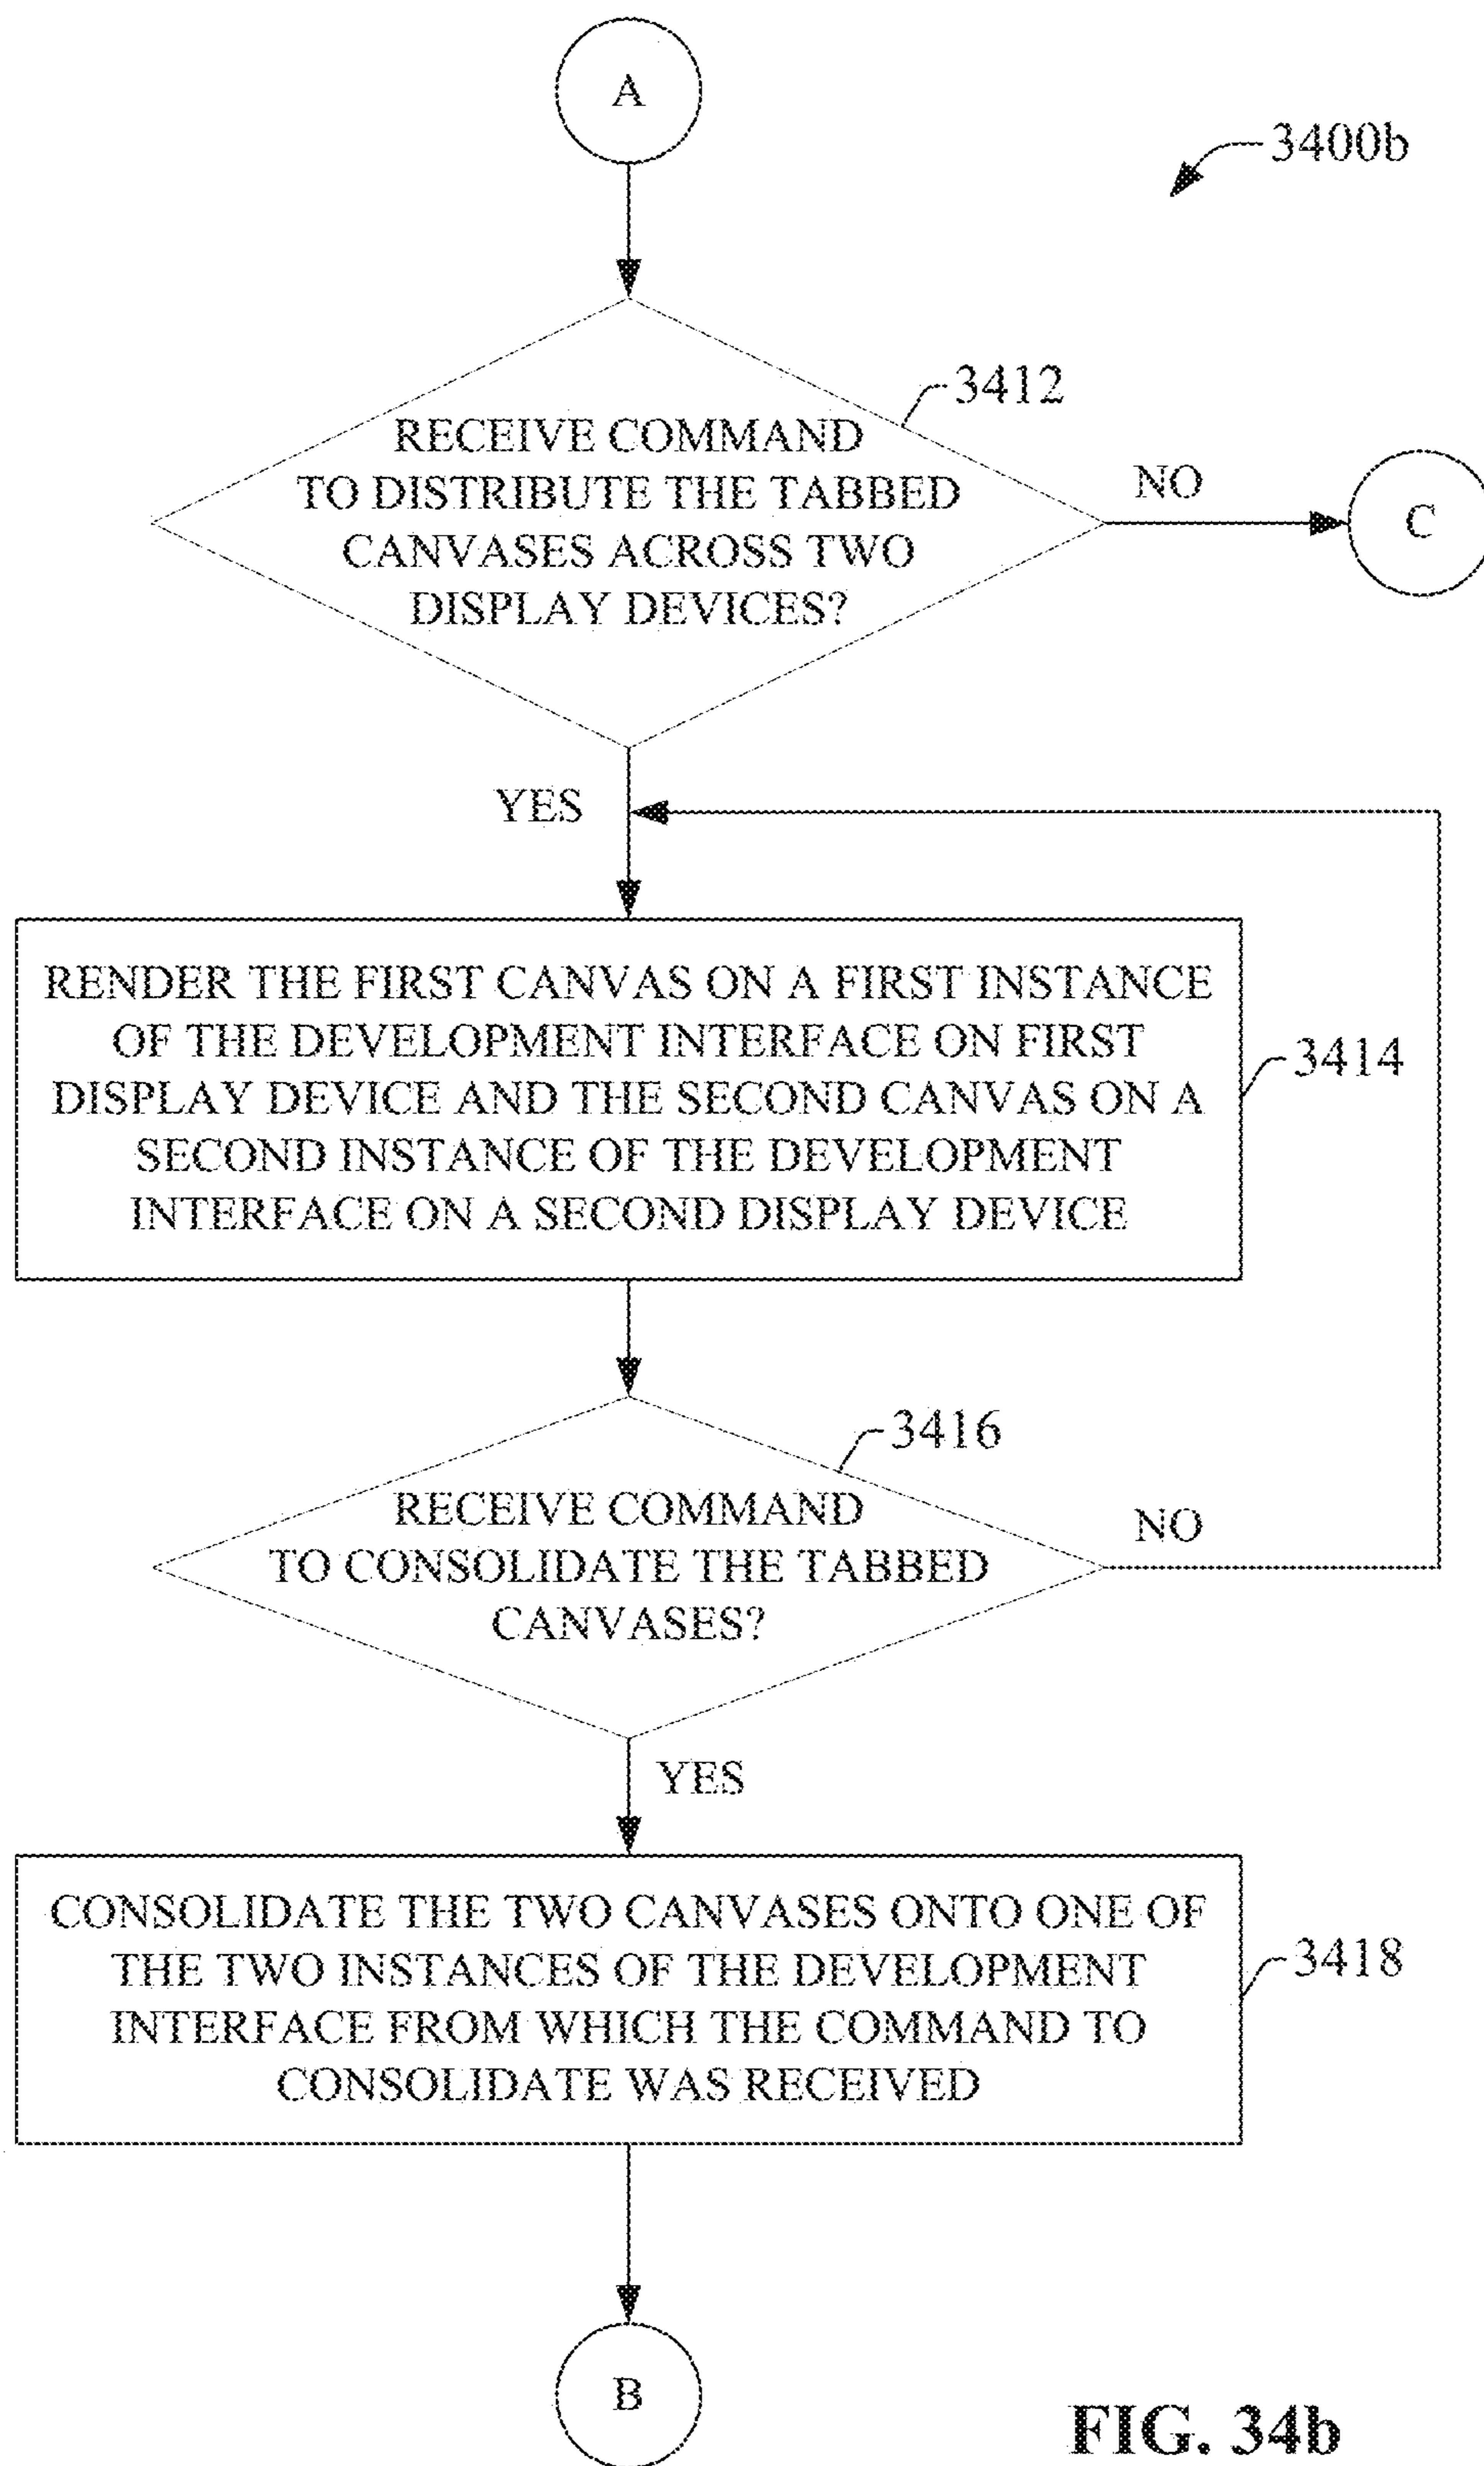 A
3400b
3412
RECEIVE COMMAND
TO DISTRIBUTE THE TABBED
CANVASES ACROSS TWO
DISPLAY DEVICES?
NO
C
YES
RENDER THE FIRST CANVAS ON A FIRST INSTANCE
OF THE DEVELOPMENT INTERFACE ON FIRST
DISPLAY DEVICE AND THE SECOND CANVAS ON A
SECOND INSTANCE OF THE DEVELOPMENT
INTERFACE ON A SECOND DISPLAY DEVICE
3414
3416
RECEIVE COMMAND
TO CONSOLIDATE THE TABBED
CANVASES?
NO
YES
CONSOLIDATE THE TWO CANVASES ONTO ONE OF
THE TWO INSTANCES OF THE DEVELOPMENT
INTERFACE FROM WHICH THE COMMAND TO
CONSOLIDATE WAS RECEIVED
3418
B
FIG. 34b